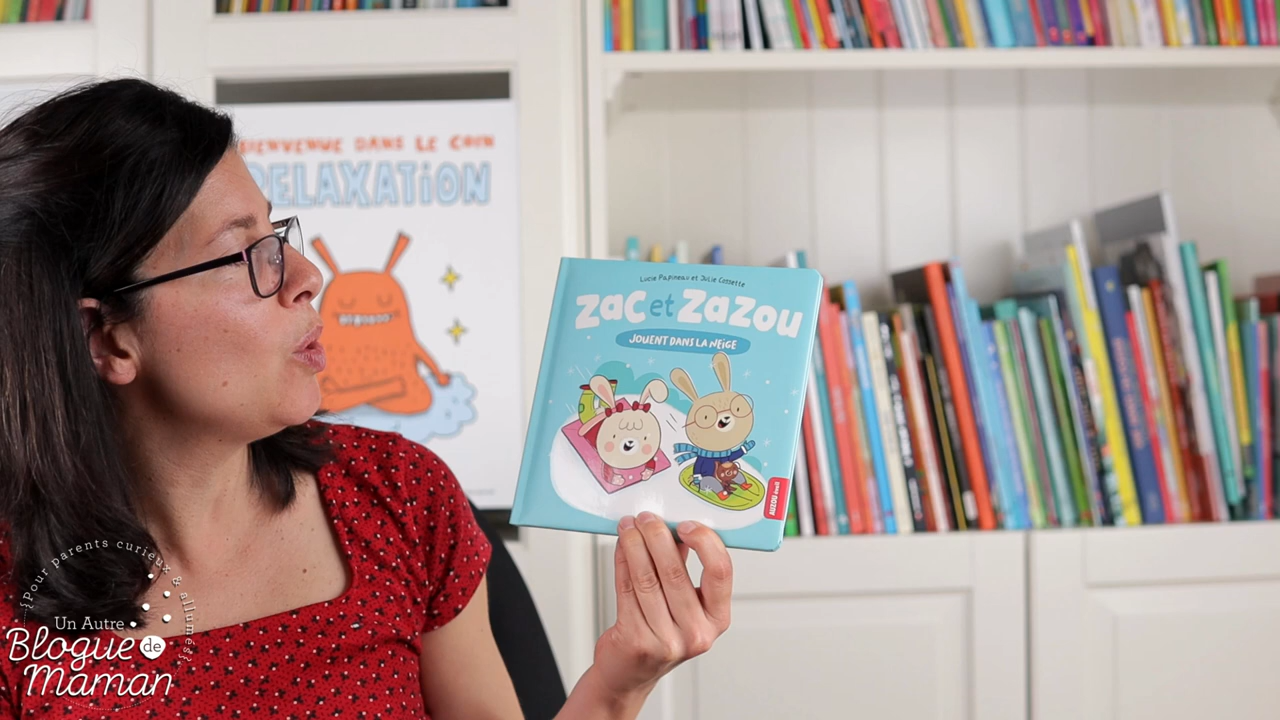 BIENVENUE DANS LE COIN
RELAXATION
Lucie Papineau et Julie Cossette
Zac et Zazou
JOUENT DANS LA NEIGE
AUZOU éveil
{Pour parents curieux & allumés}
Un Autre
Blogue de
Maman